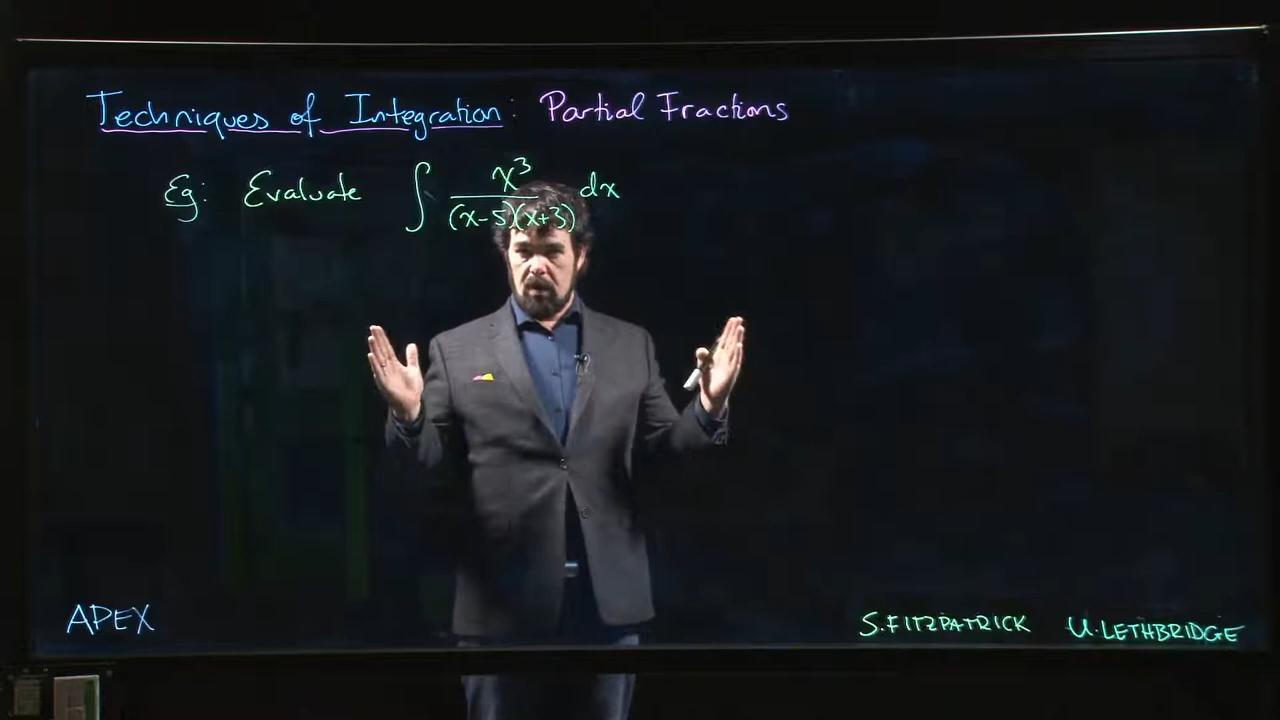 Techniques of Integration: Partial Fractions
Eg: Evaluate ∫ x³/((x-5)(x+3)) dx
APEX
S.FITZPATRICK U.LETHBRIDGE